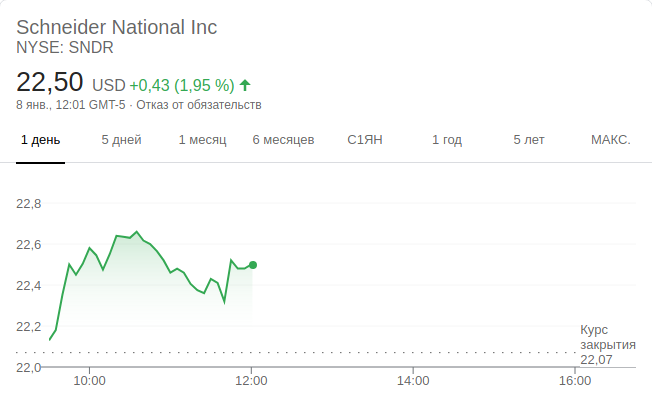 Schneider National Inc
NYSE: SNDR
22,50 USD +0,43 (1,95 %)
8 янв., 12:01 GMT-5 · Отказ от обязательств
1 день 5 дней 1 месяц 6 месяцев С1ЯН 1 год 5 лет МАКС.
22,8
22,6
22,4
22,2
Курс
закрытия
22,07
22,0
10:00 12:00 14:00 16:00